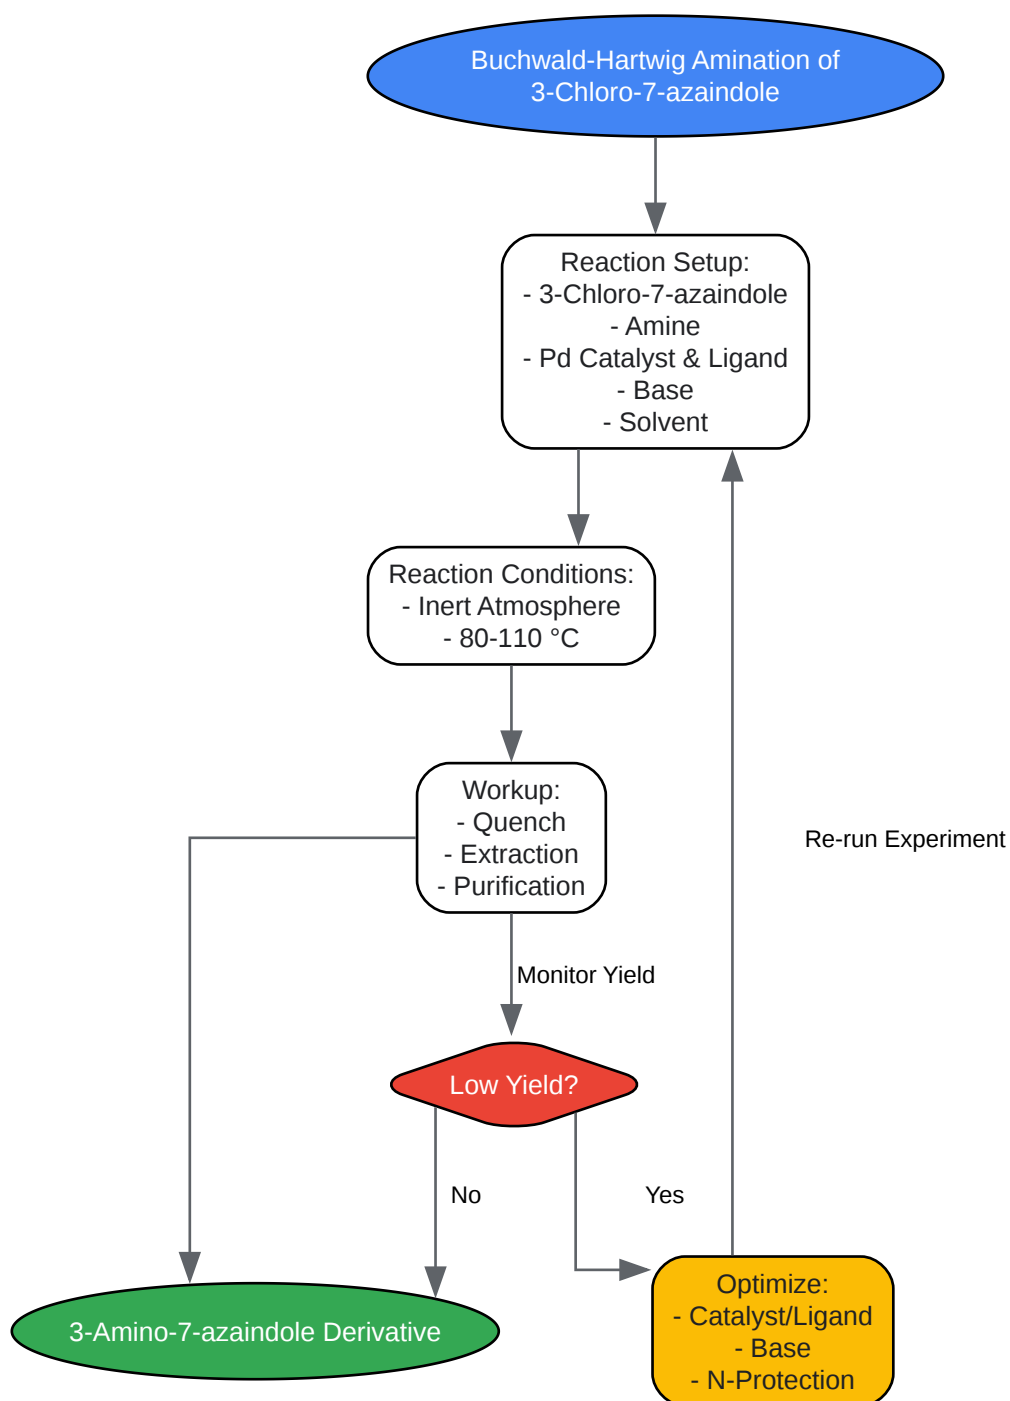 Buchwald-Hartwig Amination of
3-Chloro-7-azaindole
Reaction Setup:
- 3-Chloro-7-azaindole
- Amine
- Pd Catalyst & Ligand
- Base
- Solvent
Reaction Conditions:
- Inert Atmosphere
- 80-110 °C
Workup:
- Quench
- Extraction
- Purification
Re-run Experiment
Monitor Yield
Low Yield?
No
Yes
Optimize:
- Catalyst/Ligand
- Base
- N-Protection
3-Amino-7-azaindole Derivative